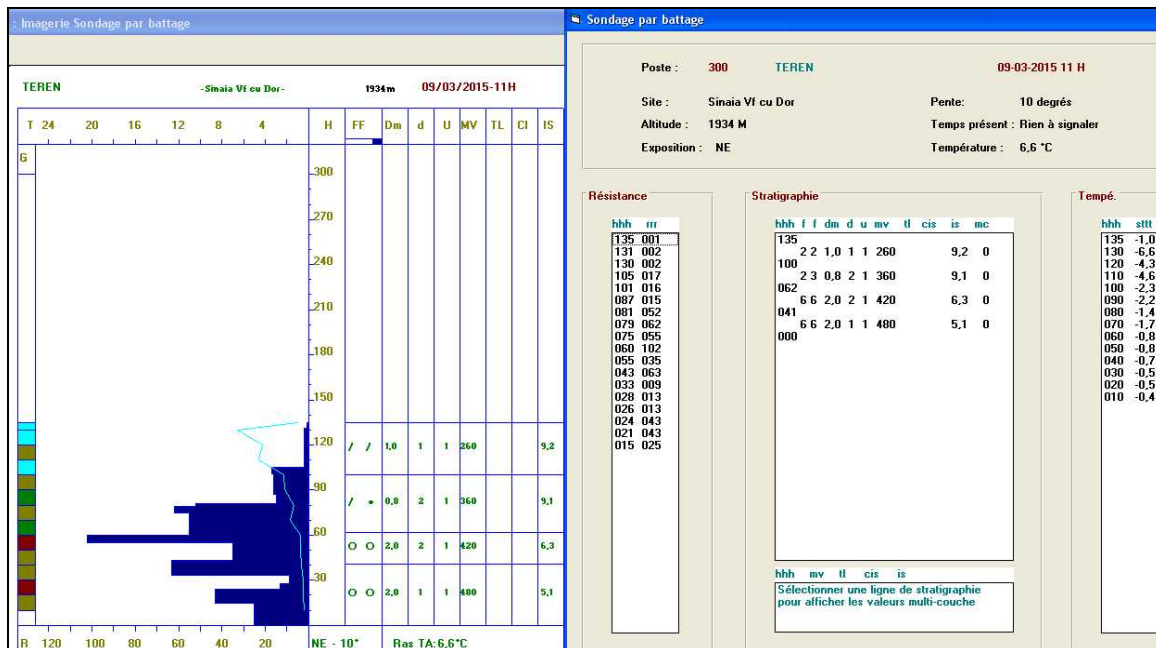 : Imagerie Sondage par battage
TEREN -Sinaia Vf cu Dor- 1934m 09/03/2015-11H
T 24 20 16 12 8 4 H FF Dm d U MV TL CI IS
G
300
270
240
210
180
150
120 / / 1,0 1 1 260 9,2
90 / • 0,8 2 1 360 9,1
60 O O 2,0 2 1 420 6,3
30 O O 2,0 1 1 480 5,1
R 120 100 80 60 40 20 NE - 10° Ras TA:6,6°C
Sondage par battage
Poste : 300 TEREN 09-03-2015 11 H
Site : Sinaia Vf cu Dor Pente: 10 degrés
Altitude : 1934 M Temps présent : Rien à signaler
Exposition : NE Température : 6,6 °C
Résistance
hhh rrr
135 001
131 002
130 002
105 017
101 016
087 015
081 052
079 062
075 055
060 102
055 035
043 063
033 009
028 013
026 013
024 043
021 043
015 025
Stratigraphie
hhh f f dm d u mv tl cis is mc
135
2 2 1,0 1 1 260 9,2 0
100
2 3 0,8 2 1 360 9,1 0
062
6 6 2,0 2 1 420 6,3 0
041
6 6 2,0 1 1 480 5,1 0
000
hhh mv tl cis is
Sélectionner une ligne de stratigraphie
pour afficher les valeurs multi-couche
Tempé.
hhh sttt
135 -1,0
130 -6,6
120 -4,3
110 -4,6
100 -2,3
090 -2,2
080 -1,4
070 -1,7
060 -0,8
050 -0,8
040 -0,7
030 -0,5
020 -0,5
010 -0,4